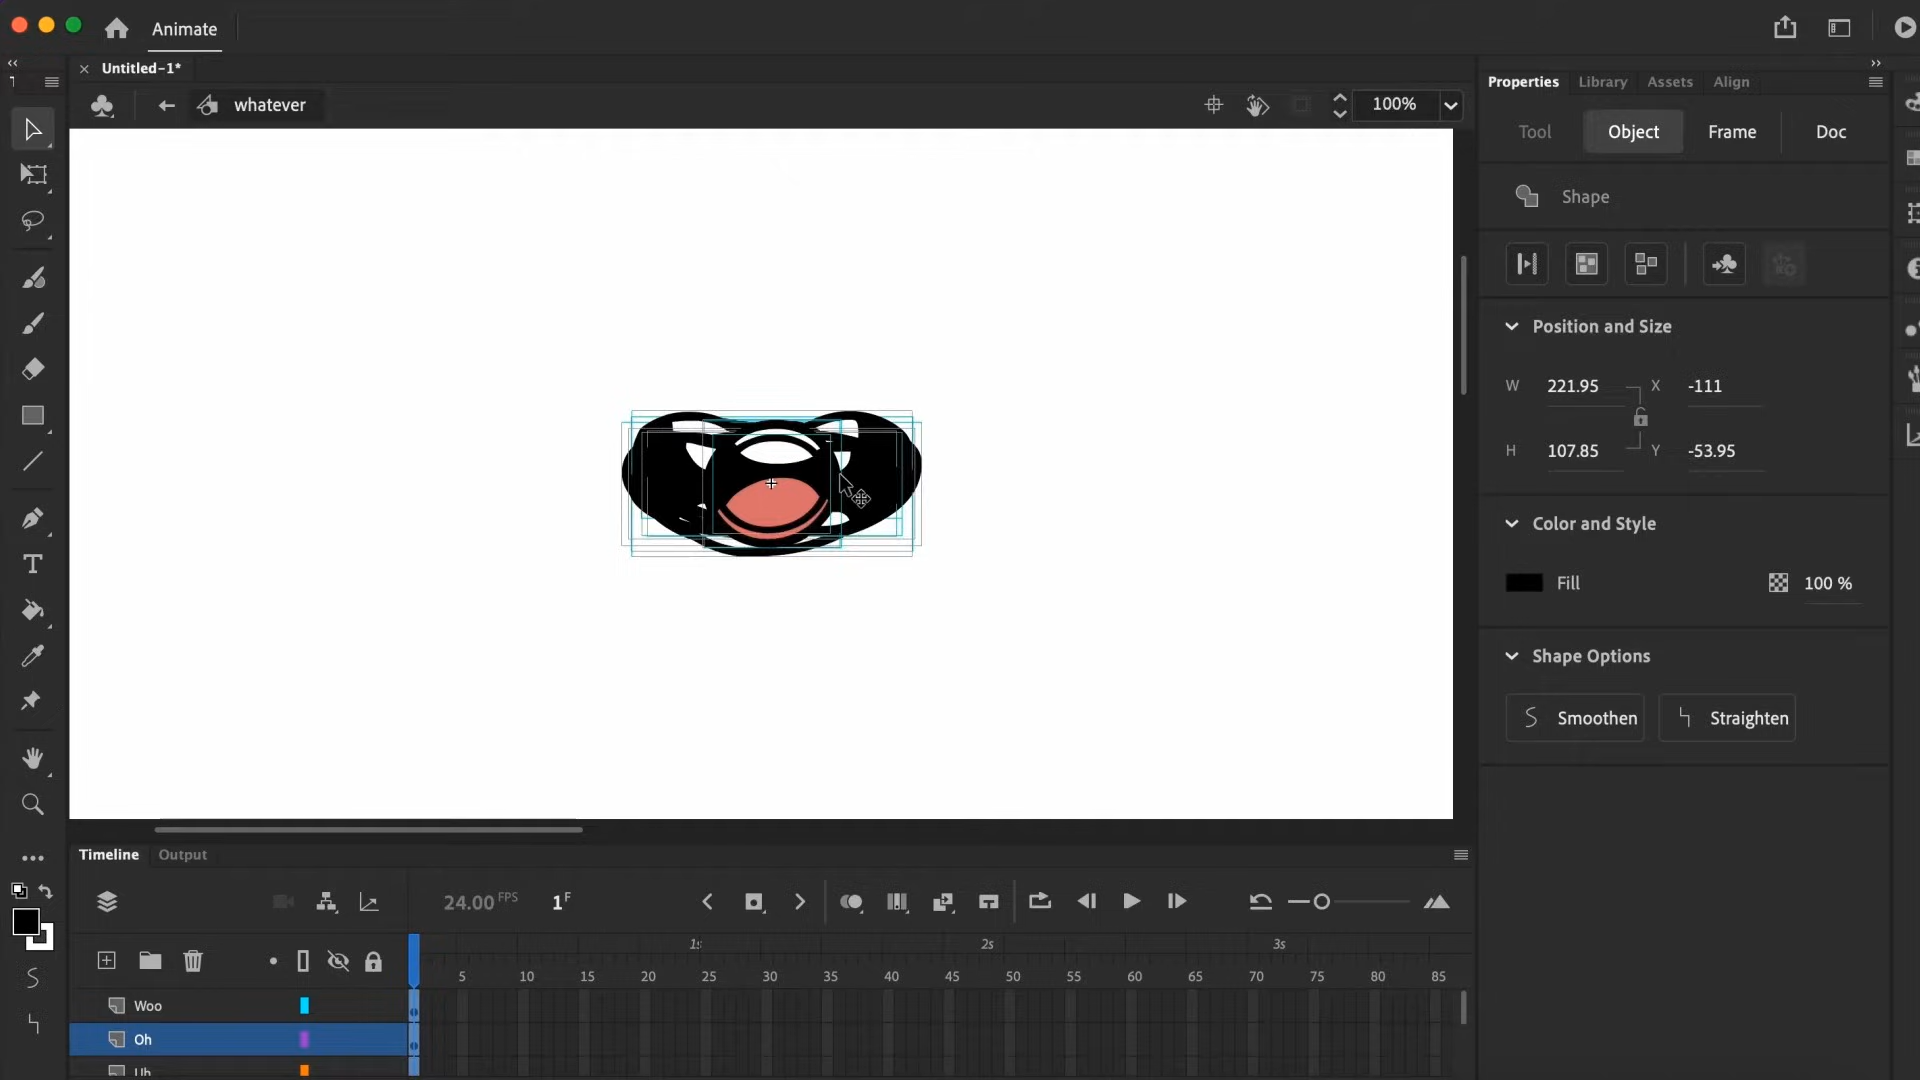 Animate
Untitled-1*
whatever
100%
Properties
Library
Assets
Align
Tool
Object
Frame
Doc
Shape
Position and Size
W 221.95 X -111
H 107.85 Y -53.95
Color and Style
Fill 100 %
Shape Options
Smoothen
Straighten
Timeline
Output
24.00 FPS 1 F
1s 2s 3s
5 10 15 20 25 30 35 40 45 50 55 60 65 70 75 80 85
Woo
Oh
Uh